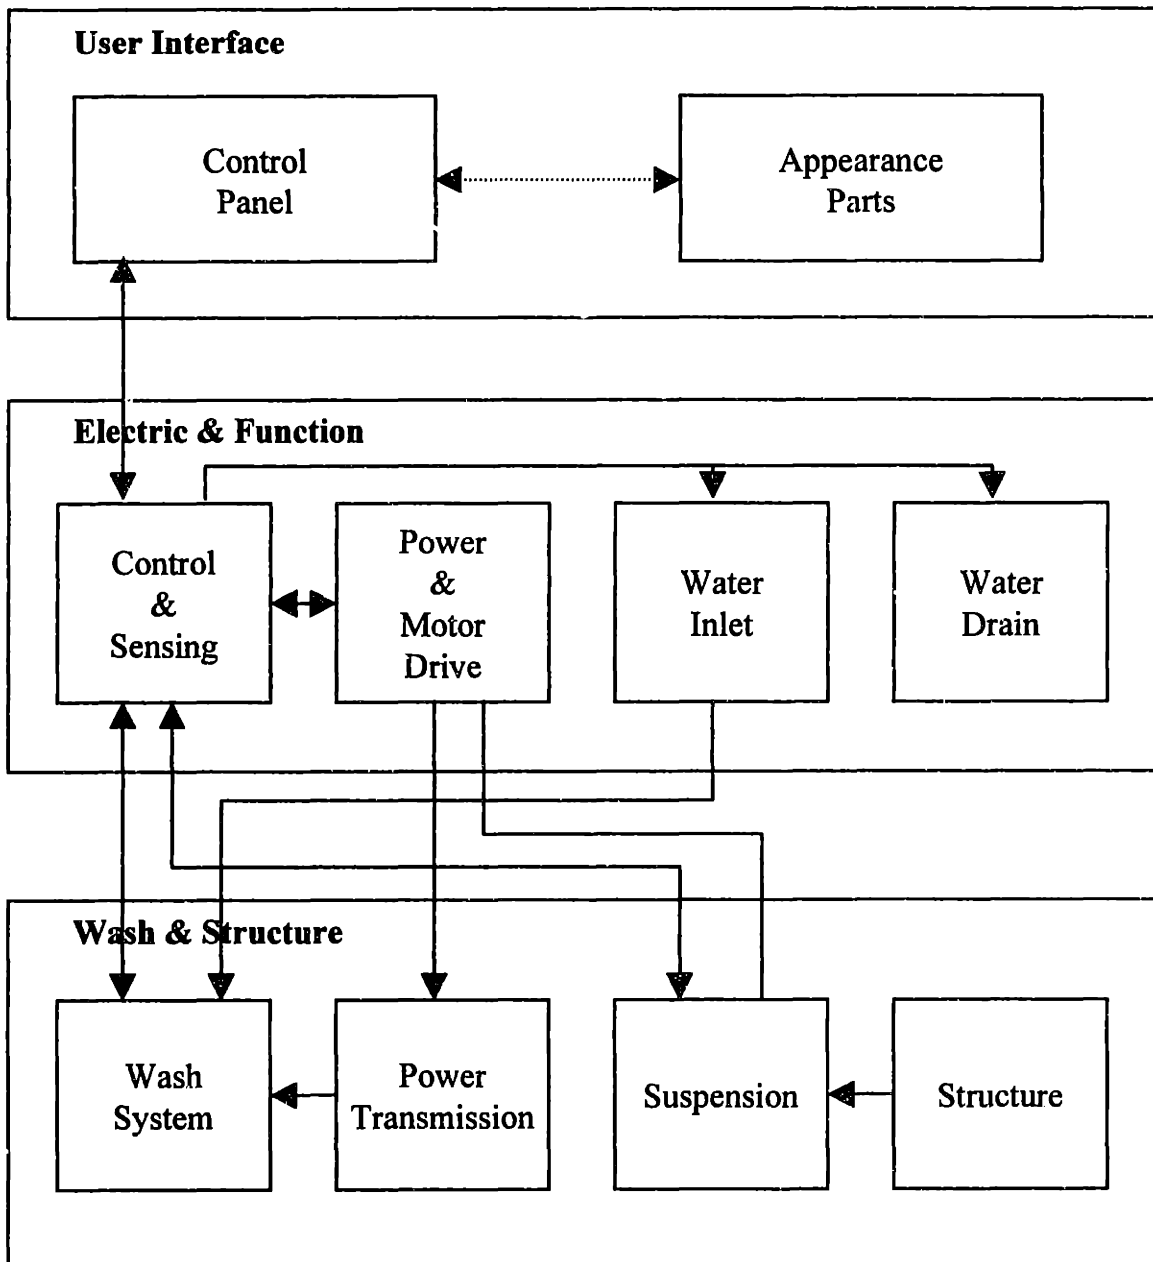 User Interface
Control
Panel
Appearance
Parts
Electric & Function
Control
&
Sensing
Power
&
Motor
Drive
Water
Inlet
Water
Drain
Wash & Structure
Wash
System
Power
Transmission
Suspension
Structure